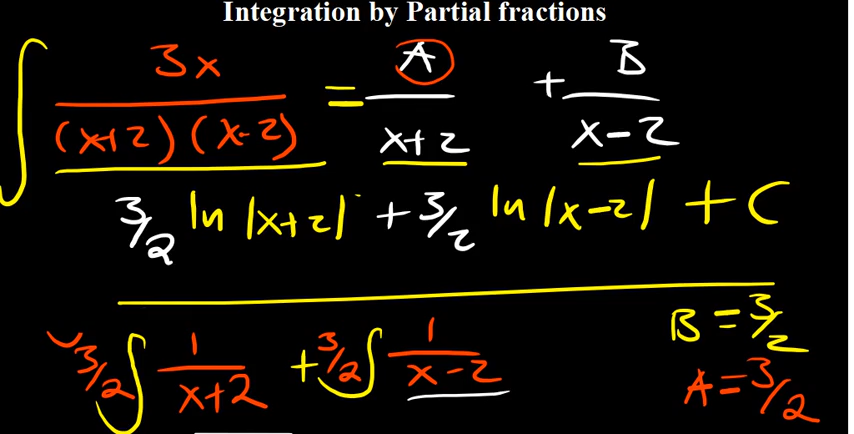 Integration by Partial fractions
∫ 3x / (x+2)(x-2) = A / x+2 + B / x-2
3/2 ln |x+2| + 3/2 ln |x-2| + C
B = 3/2
3/2 ∫ 1 / x+2 + 3/2 ∫ 1 / x-2
A = 3/2